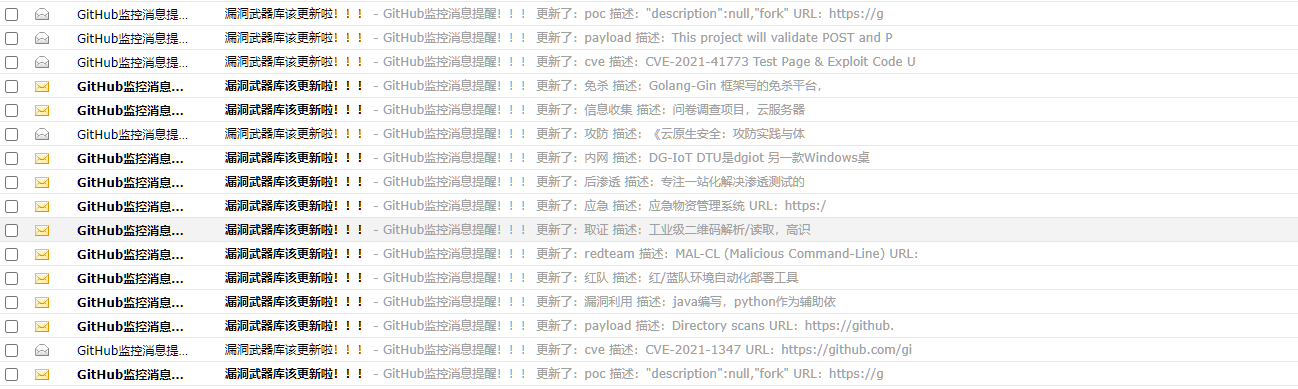 GitHub监控消息提... 漏洞武器库该更新啦！！！ - GitHub监控消息提醒！！！ 更新了：poc 描述："description":null,"fork" URL：https://g
GitHub监控消息提... 漏洞武器库该更新啦！！！ - GitHub监控消息提醒！！！ 更新了：payload 描述：This project will validate POST and P
GitHub监控消息提... 漏洞武器库该更新啦！！！ - GitHub监控消息提醒！！！ 更新了：cve 描述：CVE-2021-41773 Test Page & Exploit Code U
GitHub监控消息... 漏洞武器库该更新啦！！！ - GitHub监控消息提醒！！！ 更新了：免杀 描述：Golang-Gin 框架写的免杀平台,
GitHub监控消息... 漏洞武器库该更新啦！！！ - GitHub监控消息提醒！！！ 更新了：信息收集 描述：问卷调查项目，云服务器
GitHub监控消息提... 漏洞武器库该更新啦！！！ - GitHub监控消息提醒！！！ 更新了：攻防 描述：《云原生安全：攻防实践与体
GitHub监控消息... 漏洞武器库该更新啦！！！ - GitHub监控消息提醒！！！ 更新了：内网 描述：DG-IoT DTU是dgiot 另一款Windows桌
GitHub监控消息... 漏洞武器库该更新啦！！！ - GitHub监控消息提醒！！！ 更新了：后渗透 描述：专注一站化解决渗透测试的
GitHub监控消息... 漏洞武器库该更新啦！！！ - GitHub监控消息提醒！！！ 更新了：应急 描述：应急物资管理系统 URL：https:/
GitHub监控消息... 漏洞武器库该更新啦！！！ - GitHub监控消息提醒！！！ 更新了：取证 描述：工业级二维码解析/读取，高识
GitHub监控消息... 漏洞武器库该更新啦！！！ - GitHub监控消息提醒！！！ 更新了：redteam 描述：MAL-CL (Malicious Command-Line) URL：
GitHub监控消息... 漏洞武器库该更新啦！！！ - GitHub监控消息提醒！！！ 更新了：红队 描述：红/蓝队环境自动化部署工具
GitHub监控消息... 漏洞武器库该更新啦！！！ - GitHub监控消息提醒！！！ 更新了：漏洞利用 描述：java编写，python作为辅助依
GitHub监控消息... 漏洞武器库该更新啦！！！ - GitHub监控消息提醒！！！ 更新了：payload 描述：Directory scans URL：https://github.
GitHub监控消息提... 漏洞武器库该更新啦！！！ - GitHub监控消息提醒！！！ 更新了：cve 描述：CVE-2021-1347 URL：https://github.com/gi
GitHub监控消息... 漏洞武器库该更新啦！！！ - GitHub监控消息提醒！！！ 更新了：poc 描述："description":null,"fork" URL：https://g